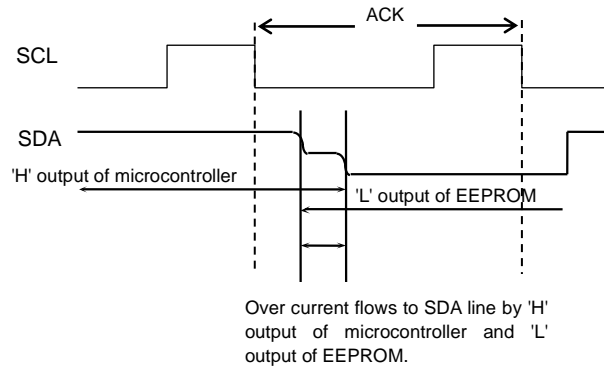 ACK
SCL
SDA
'H' output of microcontroller
'L' output of EEPROM
Over current flows to SDA line by 'H'
output of microcontroller and 'L'
output of EEPROM.